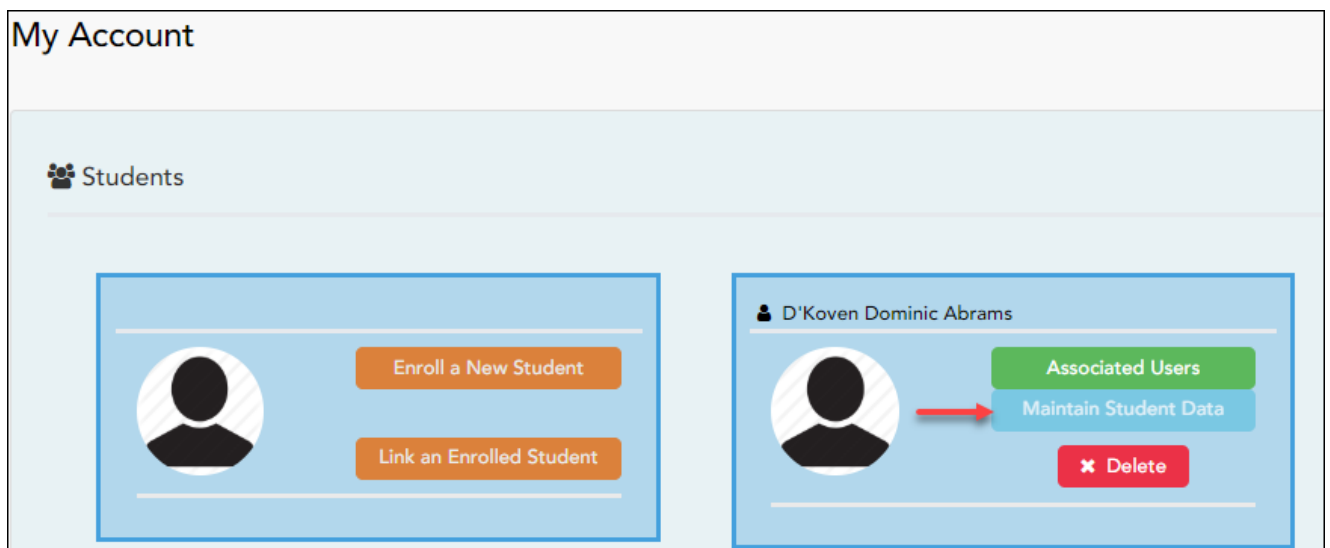 My Account
Students
Enroll a New Student
Link an Enrolled Student
D'Koven Dominic Abrams
Associated Users
Maintain Student Data
Delete